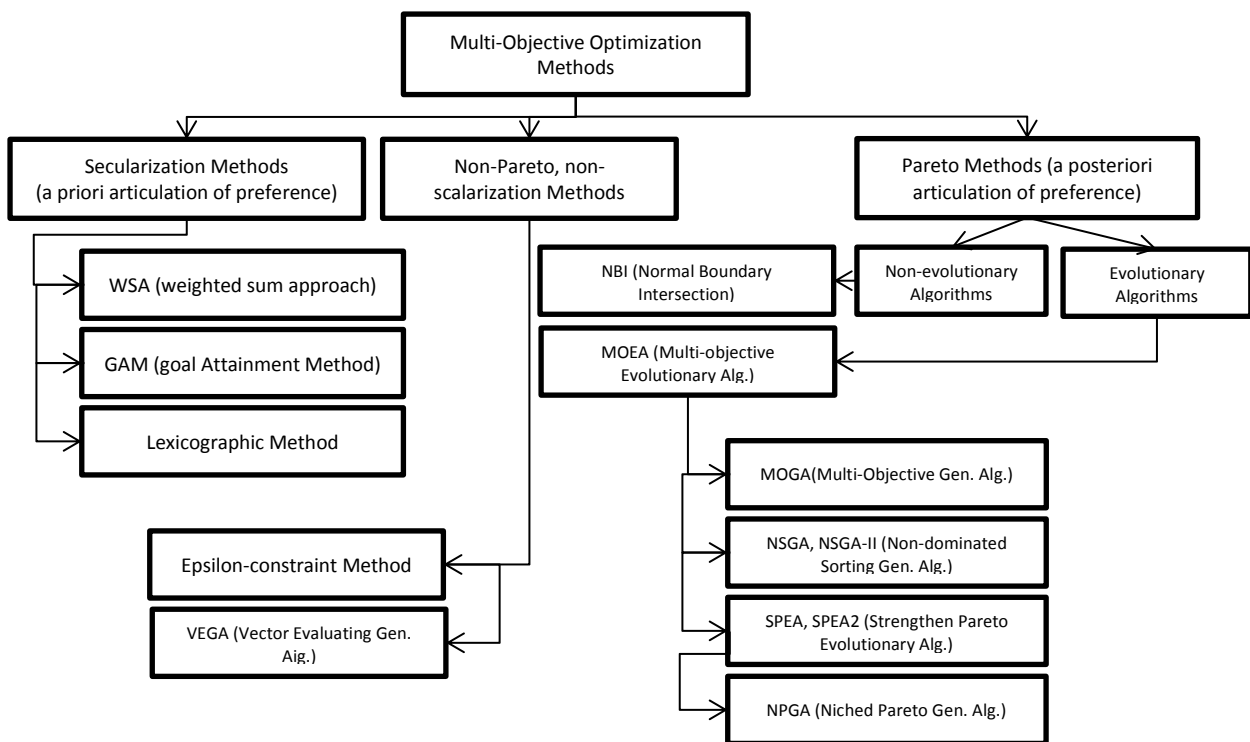 Multi-Objective Optimization
Methods
Secularization Methods
(a priori articulation of preference)
Non-Pareto, non-
scalarization Methods
Pareto Methods (a posteriori
articulation of preference)
WSA (weighted sum approach)
GAM (goal Attainment Method)
Lexicographic Method
NBI (Normal Boundary
Intersection)
Non-evolutionary
Algorithms
Evolutionary
Algorithms
MOEA (Multi-objective
Evolutionary Alg.)
MOGA(Multi-Objective Gen. Alg.)
NSGA, NSGA-II (Non-dominated
Sorting Gen. Alg.)
SPEA, SPEA2 (Strengthen Pareto
Evolutionary Alg.)
NPGA (Niched Pareto Gen. Alg.)
Epsilon-constraint Method
VEGA (Vector Evaluating Gen.
Aig.)